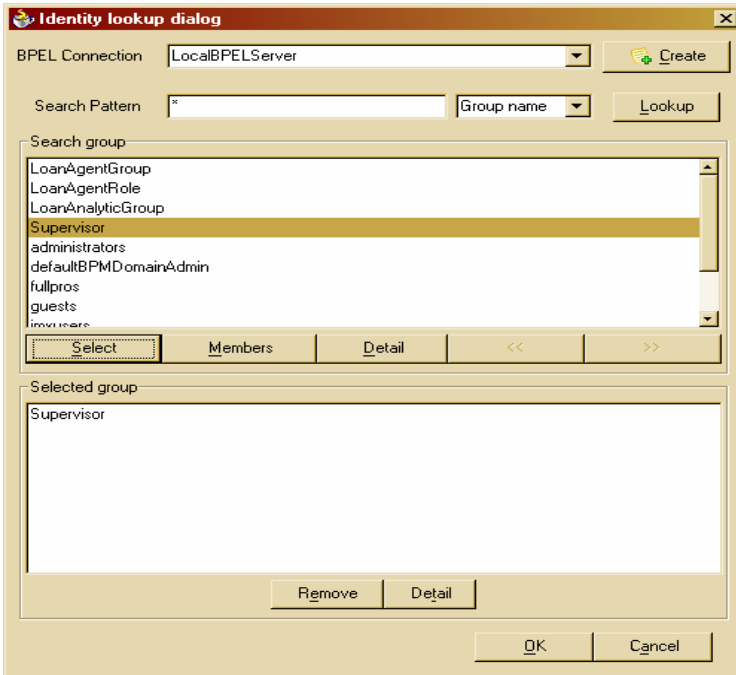 Identity lookup dialog
BPEL Connection LocalBPELServer Create
Search Pattern * Group name Lookup
Search group
LoanAgentGroup
LoanAgentRole
LoanAnalyticGroup
Supervisor
administrators
defaultBPMDomainAdmin
fullpros
guests
jmxusers
Select Members Detail << >>
Selected group
Supervisor
Remove Detail
OK Cancel